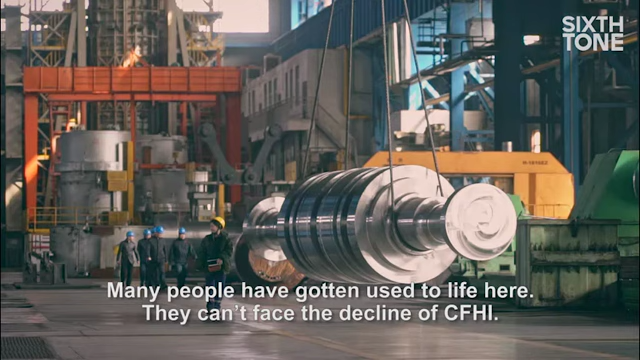 SIXTH
TONE
Many people have gotten used to life here.
They can't face the decline of CFHI.